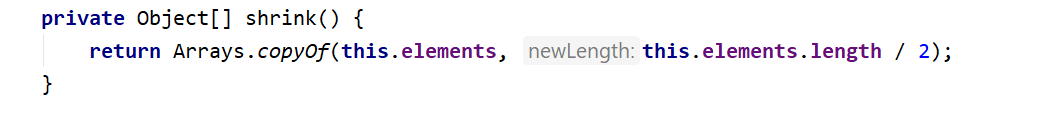 private Object[] shrink() {
return Arrays.copyOf(this.elements, newLength: this.elements.length / 2);
}